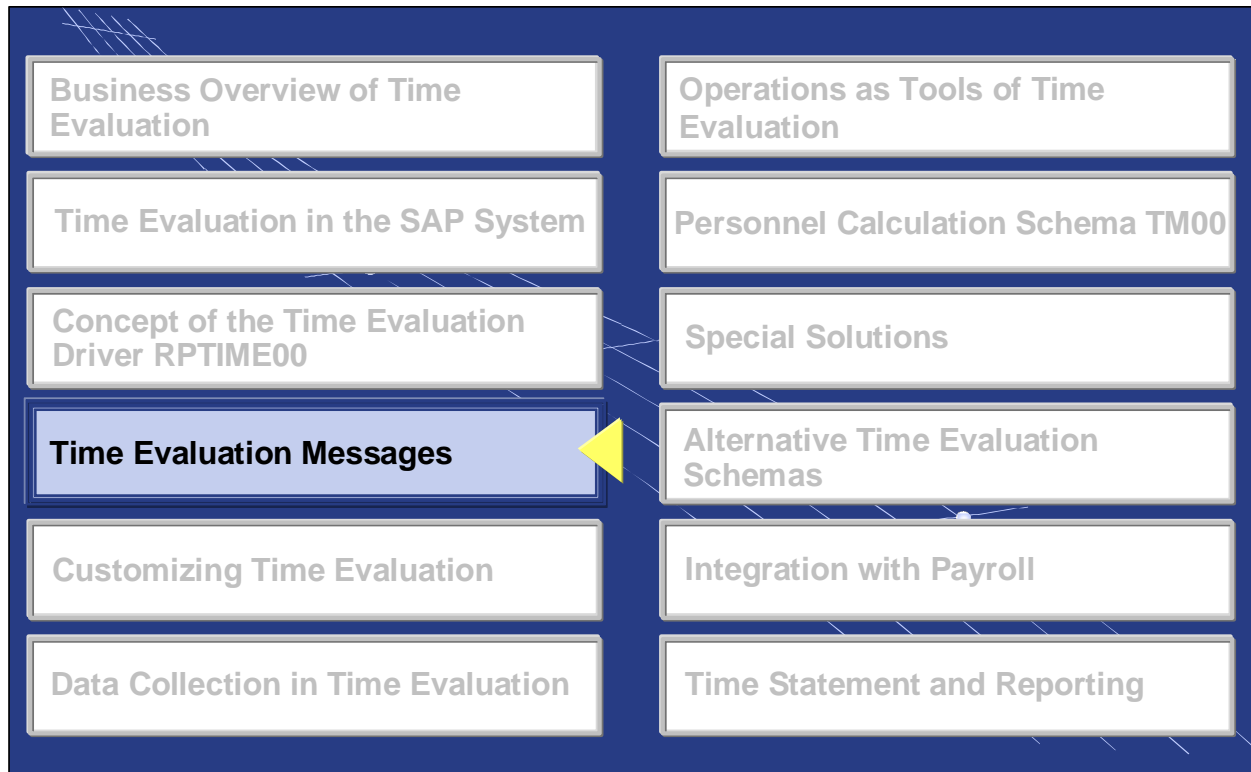 Business Overview of Time
Evaluation
Time Evaluation in the SAP System
Concept of the Time Evaluation
Driver RPTIME00
Time Evaluation Messages
Customizing Time Evaluation
Data Collection in Time Evaluation
Operations as Tools of Time
Evaluation
Personnel Calculation Schema TM00
Special Solutions
Alternative Time Evaluation
Schemas
Integration with Payroll
Time Statement and Reporting